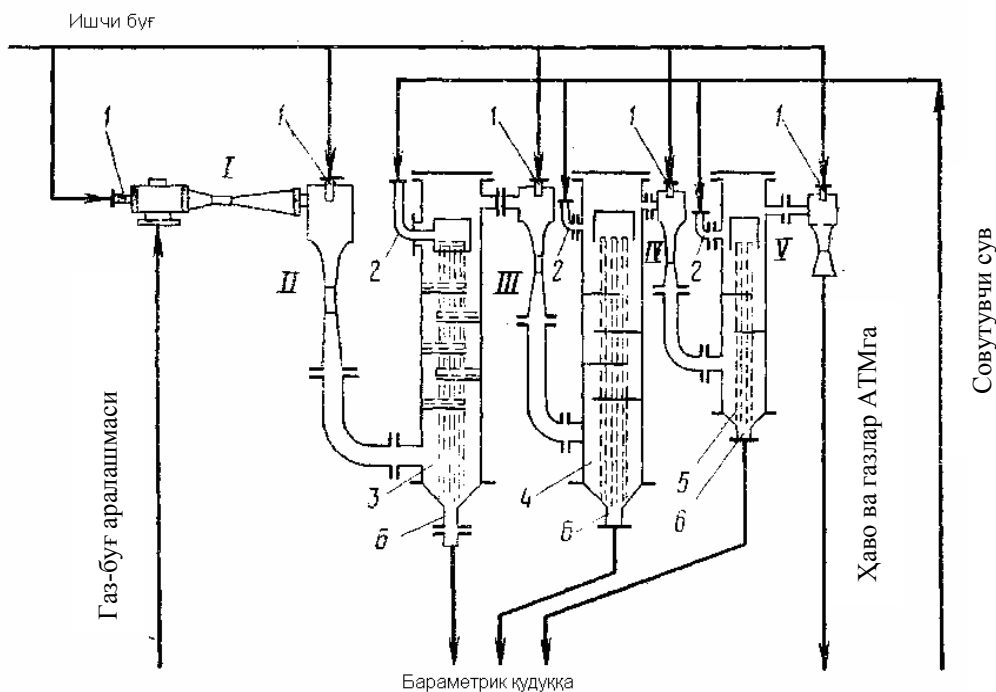 Ишчи буғ
1
1
1
1
1
I
II
2
III
2
IV
2
V
3
4
5
б
б
б
Газ-буғ аралашмаси
Ҳаво ва газлар АТМга
Совутувчи сув
Бараметрик қудуққа